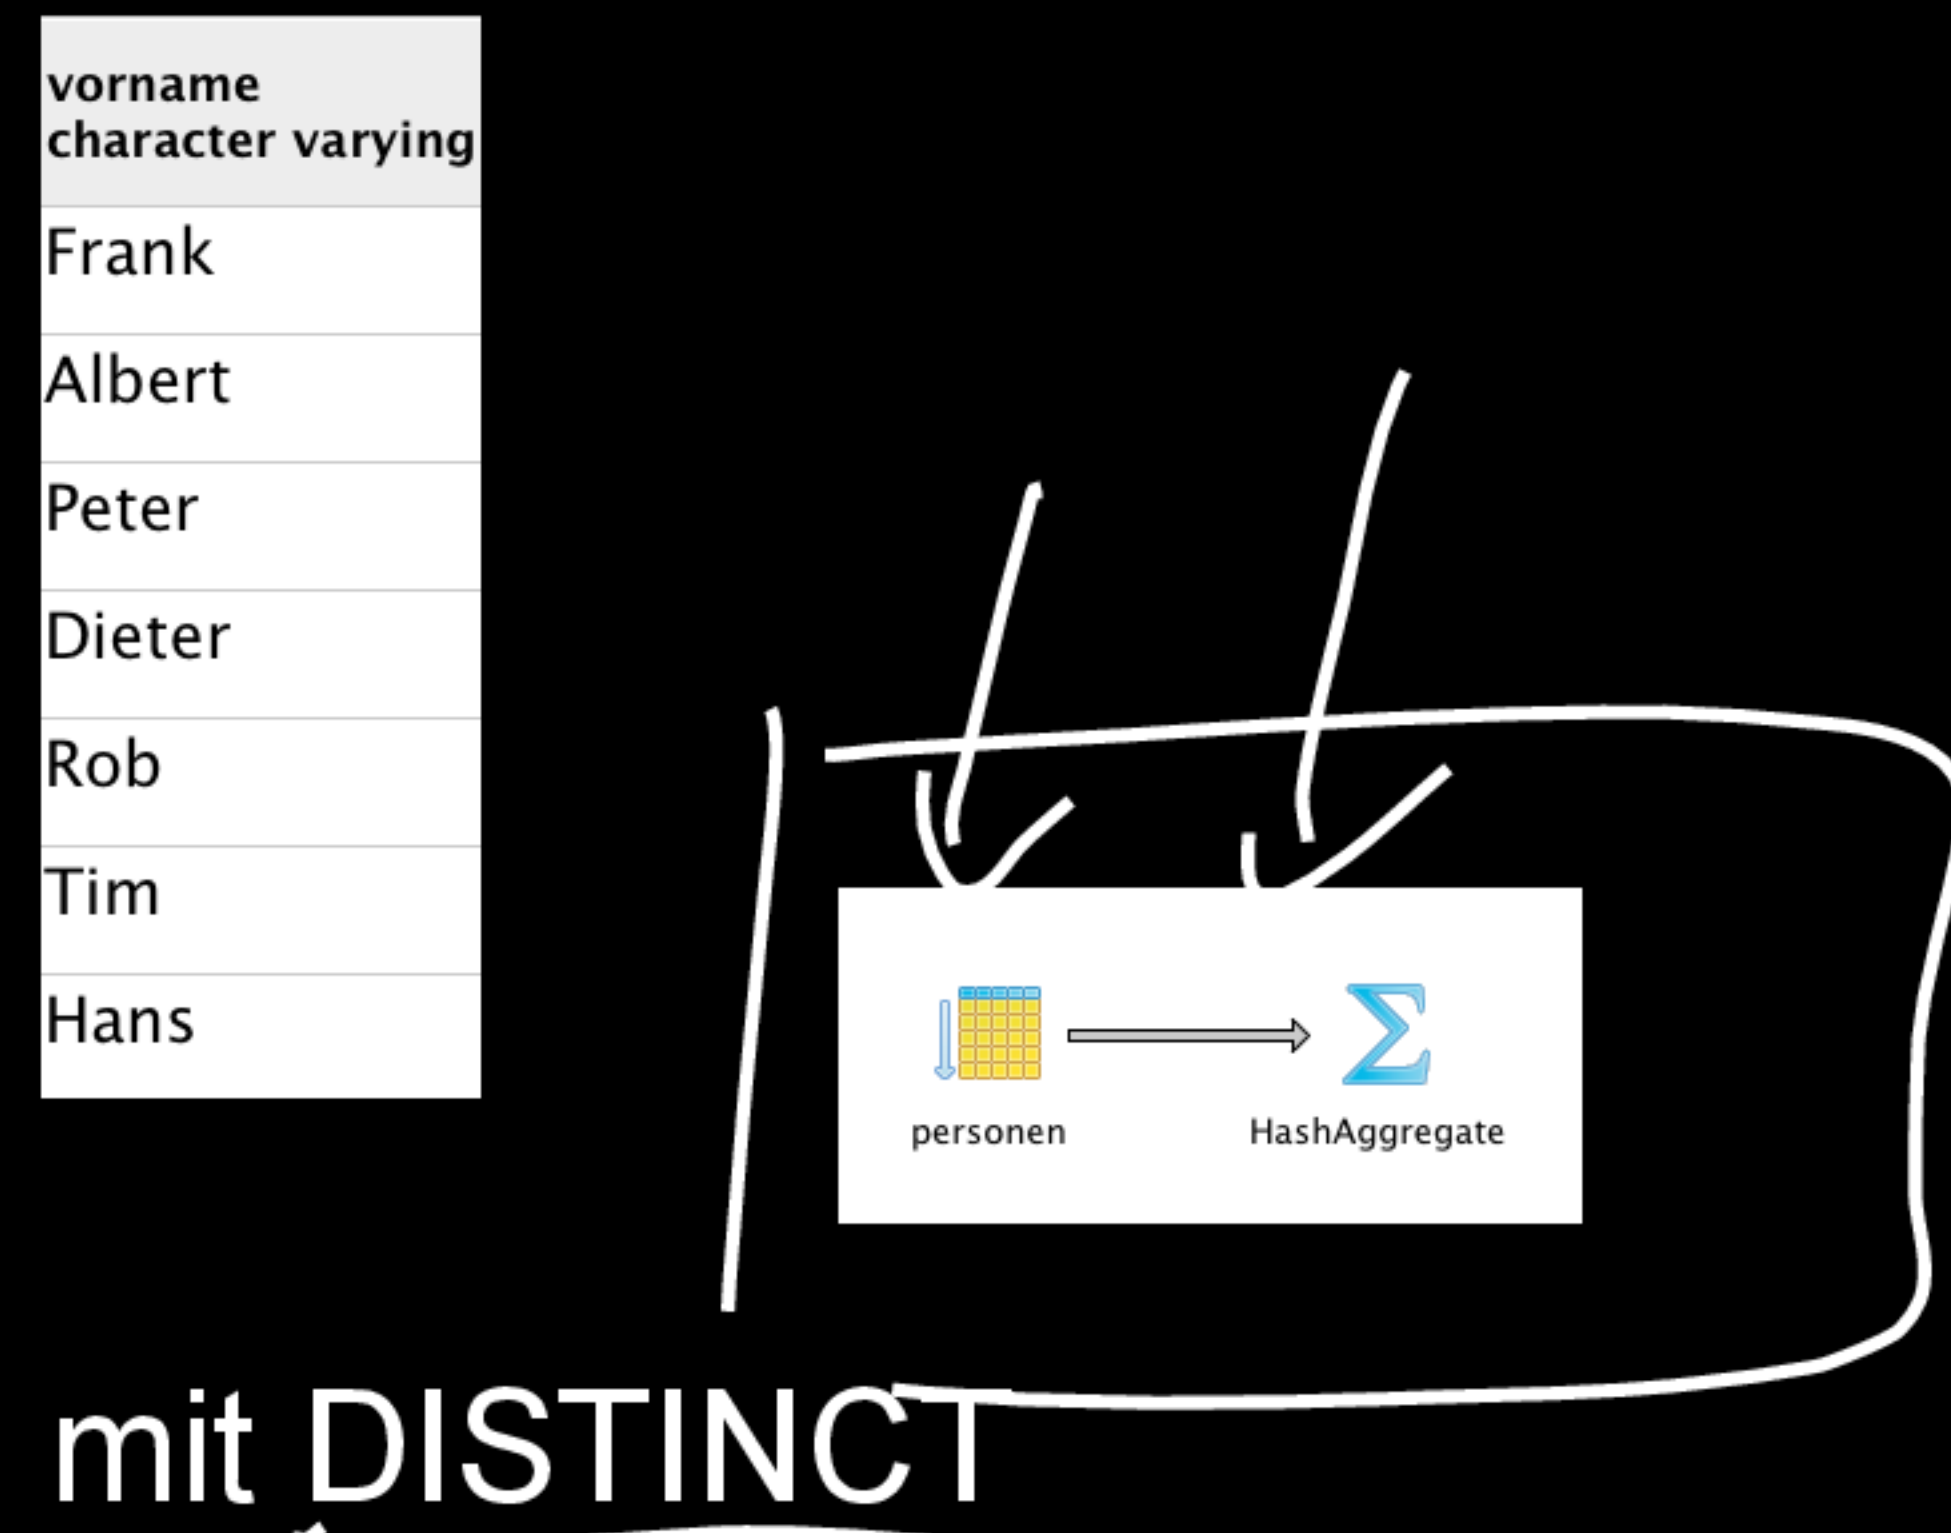 vorname
character varying
Frank
Albert
Peter
Dieter
Rob
Tim
Hans
personen
HashAggregate
mit DISTINCT